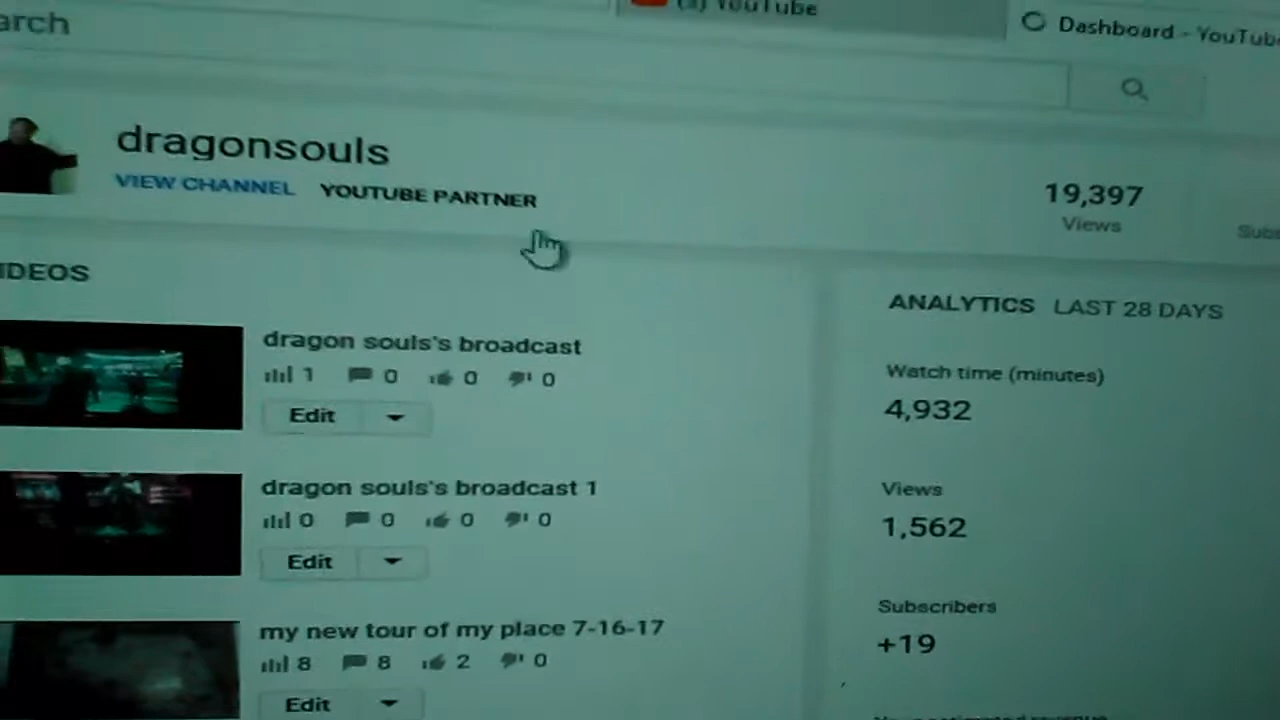 arch
YouTube
Dashboard - YouTub
dragonsouls
VIEW CHANNEL YOUTUBE PARTNER
19,397
Views
Subs
IDEOS
dragon souls's broadcast
1 0 0 0
Edit
dragon souls's broadcast 1
0 0 0 0
Edit
my new tour of my place 7-16-17
8 8 2 0
Edit
ANALYTICS LAST 28 DAYS
Watch time (minutes)
4,932
Views
1,562
Subscribers
+19